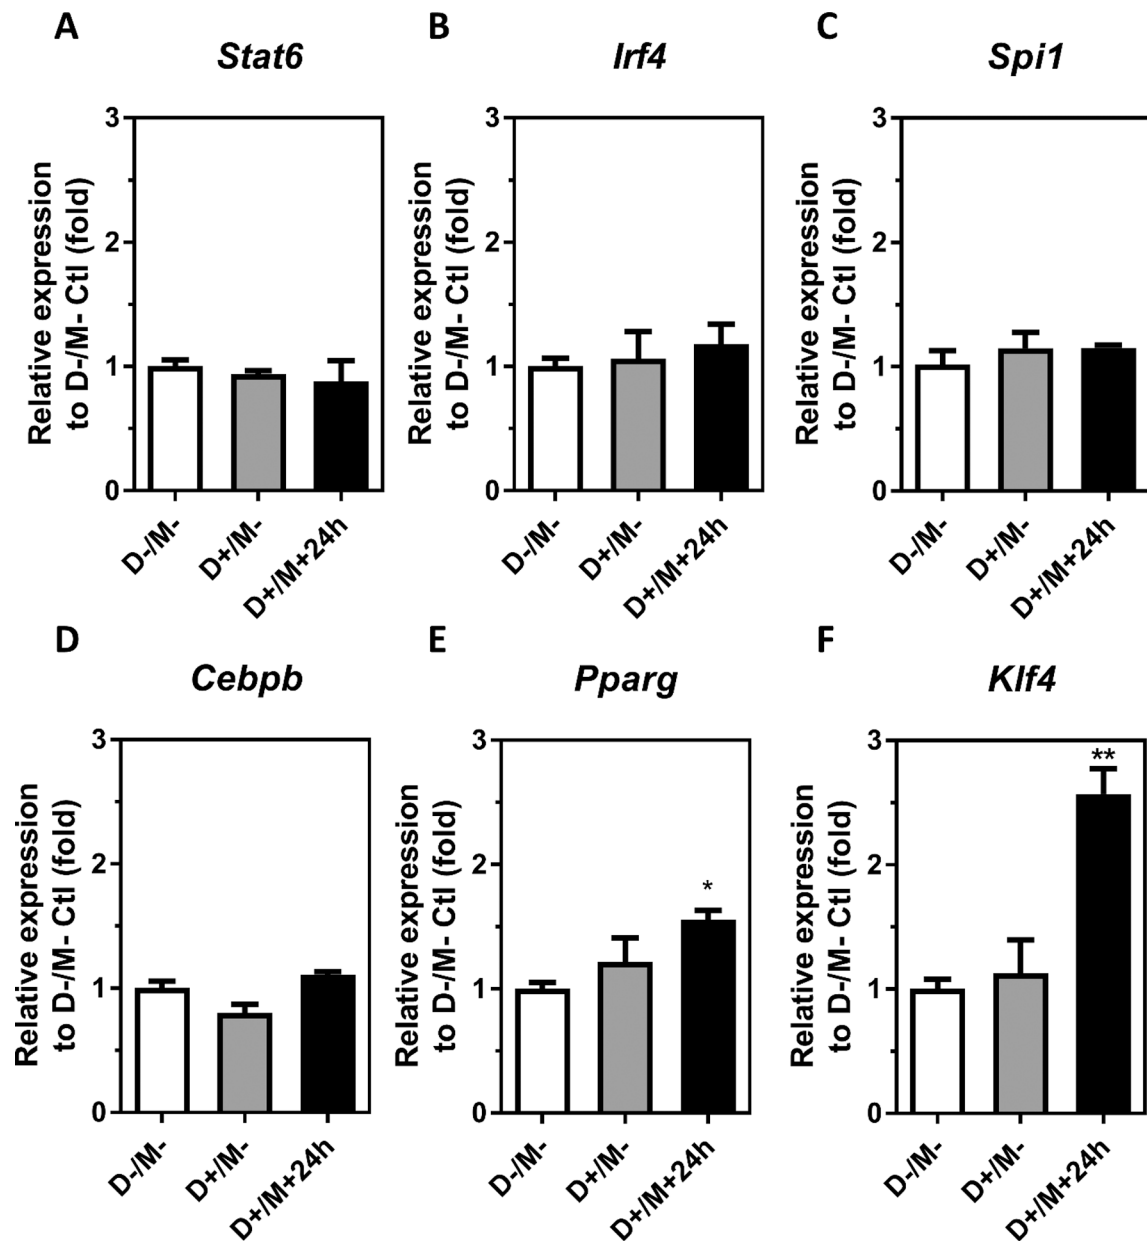 A
Stat6
Relative expression
to D-/M- Ctl (fold)
3
2
1
0
D-/M-
D+/M-
D+/M+24h
B
Irf4
Relative expression
to D-/M- Ctl (fold)
3
2
1
0
D-/M-
D+/M-
D+/M+24h
C
Spi1
Relative expression
to D-/M- Ctl (fold)
3
2
1
0
D-/M-
D+/M-
D+/M+24h
D
Cebpb
Relative expression
to D-/M- Ctl (fold)
3
2
1
0
D-/M-
D+/M-
D+/M+24h
E
Pparg
Relative expression
to D-/M- Ctl (fold)
3
2
1
0
*
D-/M-
D+/M-
D+/M+24h
F
Klf4
Relative expression
to D-/M- Ctl (fold)
3
2
1
0
**
D-/M-
D+/M-
D+/M+24h